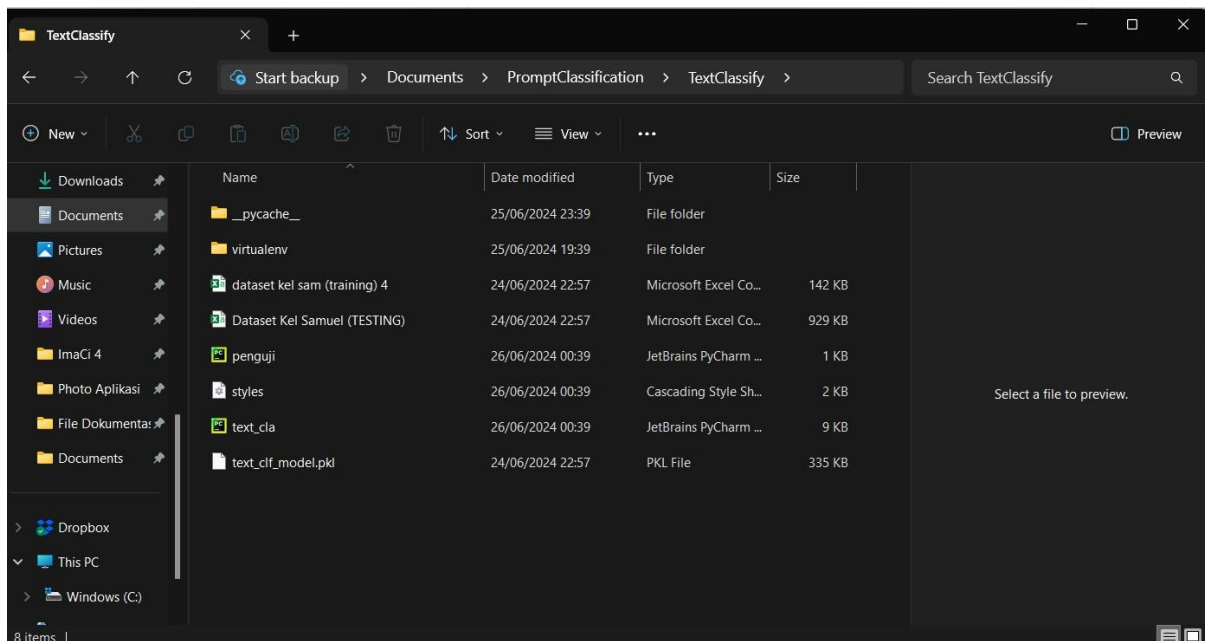 TextClassify
Start backup > Documents > PromptClassification > TextClassify >
Search TextClassify
New
Sort
View
...
Preview
Downloads
Documents
Pictures
Music
Videos
ImaCi 4
Photo Aplikasi
File Dokumenta
Documents
Dropbox
This PC
Windows (C:)
Name Date modified Type Size
__pycache__ 25/06/2024 23:39 File folder
virtualenv 25/06/2024 19:39 File folder
dataset kel sam (training) 4 24/06/2024 22:57 Microsoft Excel Co... 142 KB
Dataset Kel Samuel (TESTING) 24/06/2024 22:57 Microsoft Excel Co... 929 KB
penguji 26/06/2024 00:39 JetBrains PyCharm ... 1 KB
styles 26/06/2024 00:39 Cascading Style Sh... 2 KB
text_cla 26/06/2024 00:39 JetBrains PyCharm ... 9 KB
text_clf_model.pkl 24/06/2024 22:57 PKL File 335 KB
Select a file to preview.
8 items